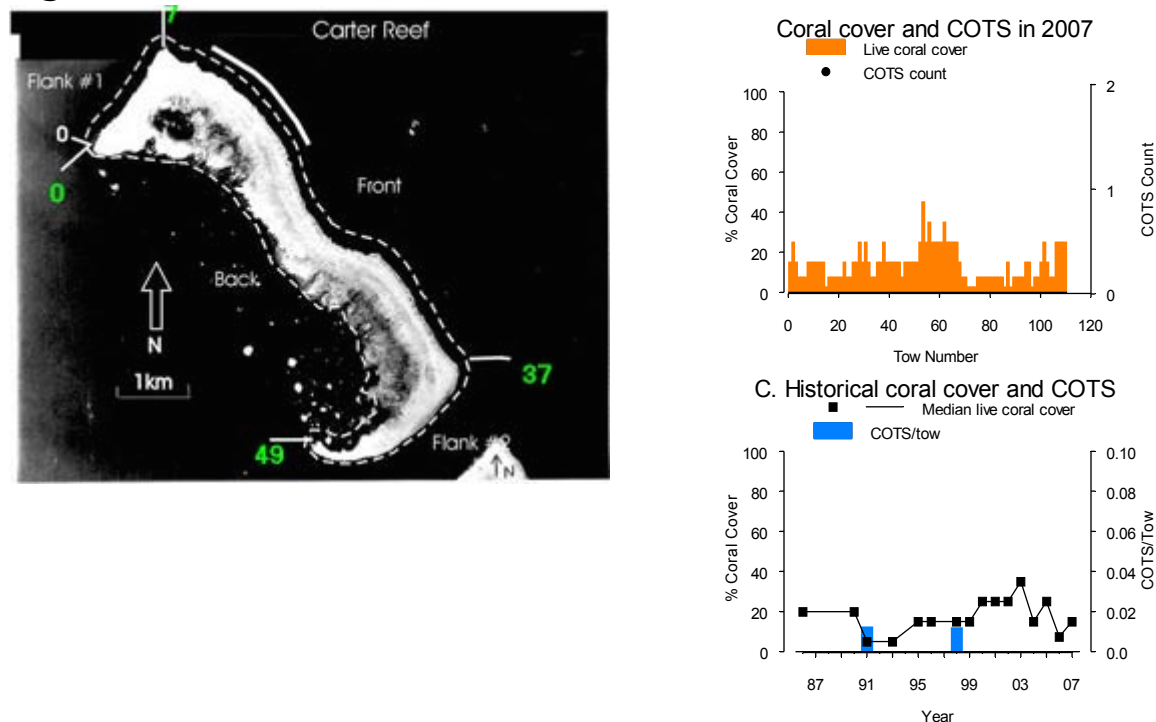 7
Carter Reef
Flank #1
0
0
Front
Back
N
1km
37
49
Flank #2
N
Coral cover and COTS in 2007
Live coral cover
COTS count
100
80
60
40
20
0
% Coral Cover
2
1
0
COTS Count
0 20 40 60 80 100 120
Tow Number
C. Historical coral cover and COTS
Median live coral cover
COTS/tow
100
80
60
40
20
0
% Coral Cover
0.10
0.08
0.06
0.04
0.02
0.0
COTS/Tow
87 91 95 99 03 07
Year